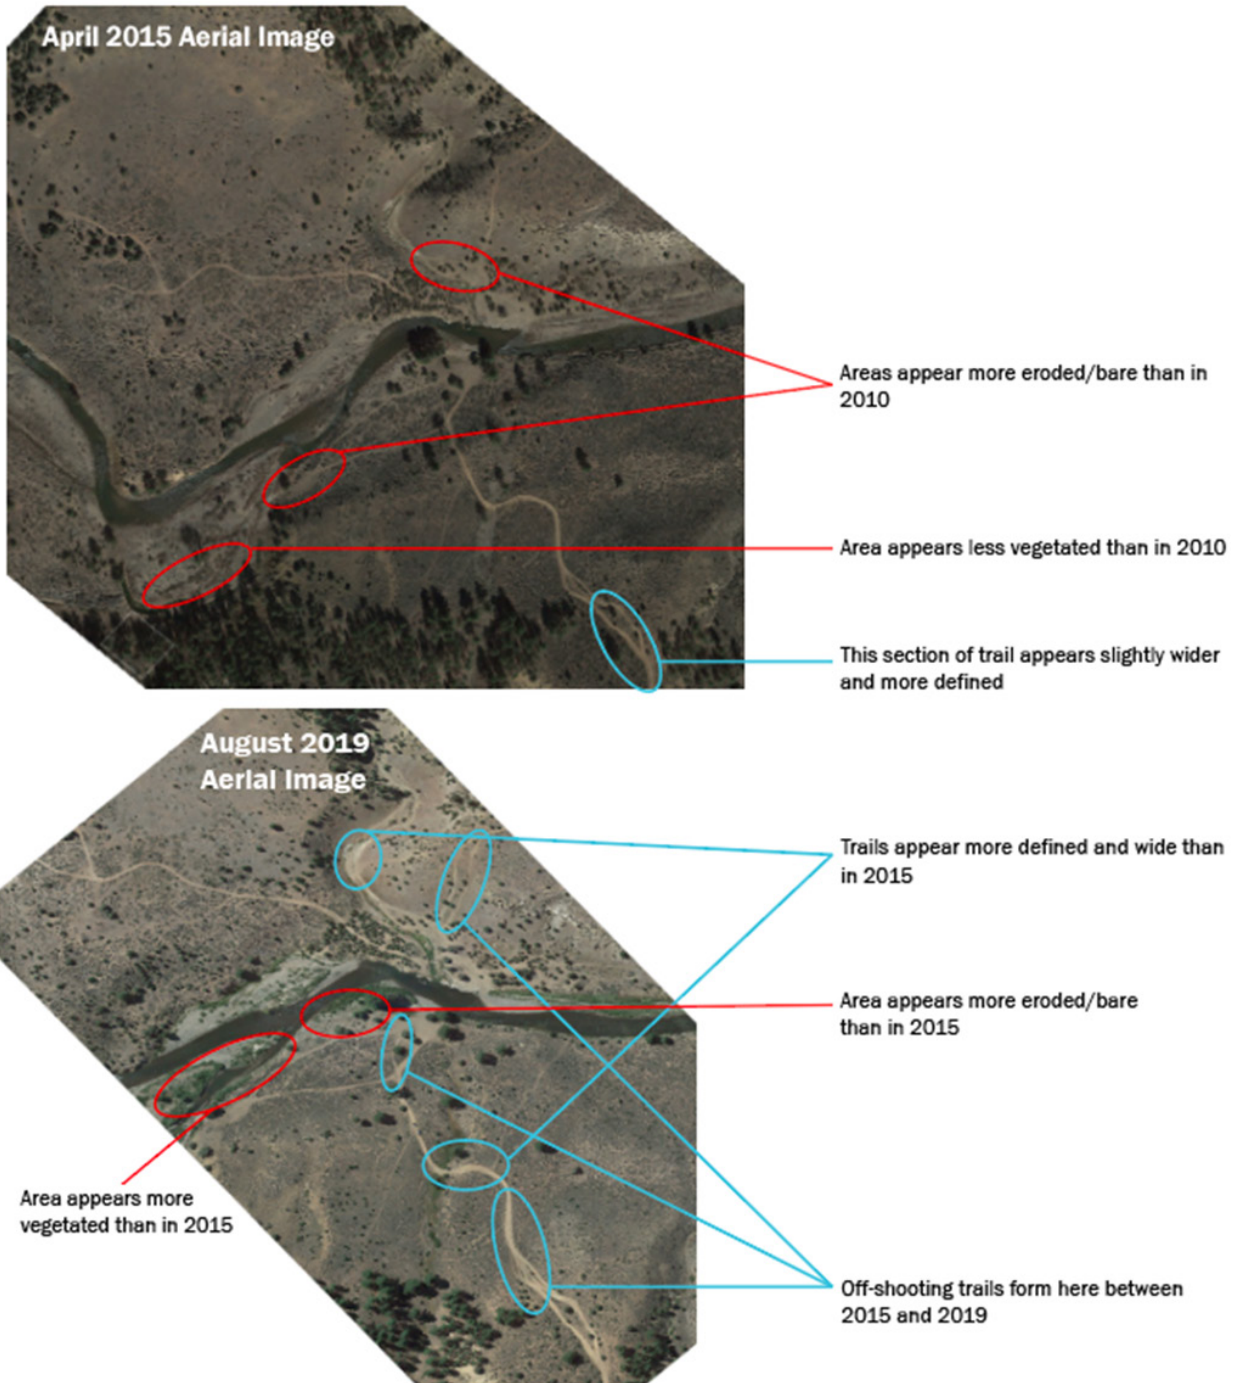 April 2015 Aerial Image
Areas appear more eroded/bare than in
2010
Area appears less vegetated than in 2010
This section of trail appears slightly wider
and more defined
August 2019
Aerial Image
Trails appear more defined and wide than
in 2015
Area appears more eroded/bare
than in 2015
Area appears more
vegetated than in 2015
Off-shooting trails form here between
2015 and 2019